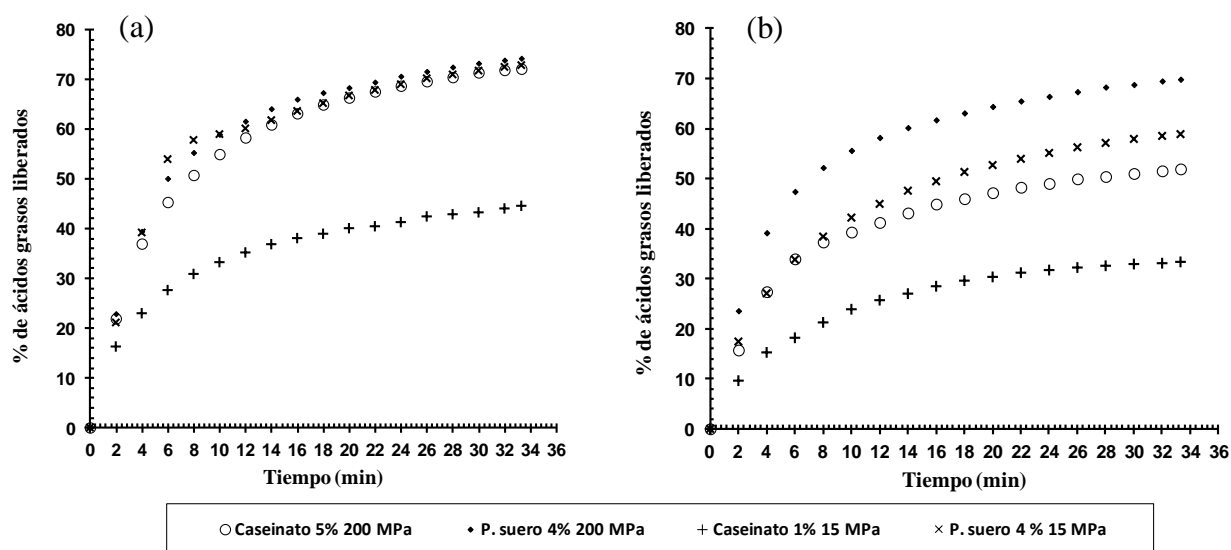 (a)
% de ácidos grasos liberados
80
70
60
50
40
30
20
10
0
0 2 4 6 8 10 12 14 16 18 20 22 24 26 28 30 32 34 36
Tiempo (min)
(b)
% de ácidos grasos liberados
80
70
60
50
40
30
20
10
0
0 2 4 6 8 10 12 14 16 18 20 22 24 26 28 30 32 34 36
Tiempo (min)
Caseinato 5% 200 MPa P. suero 4% 200 MPa Caseinato 1% 15 MPa P. suero 4 % 15 MPa